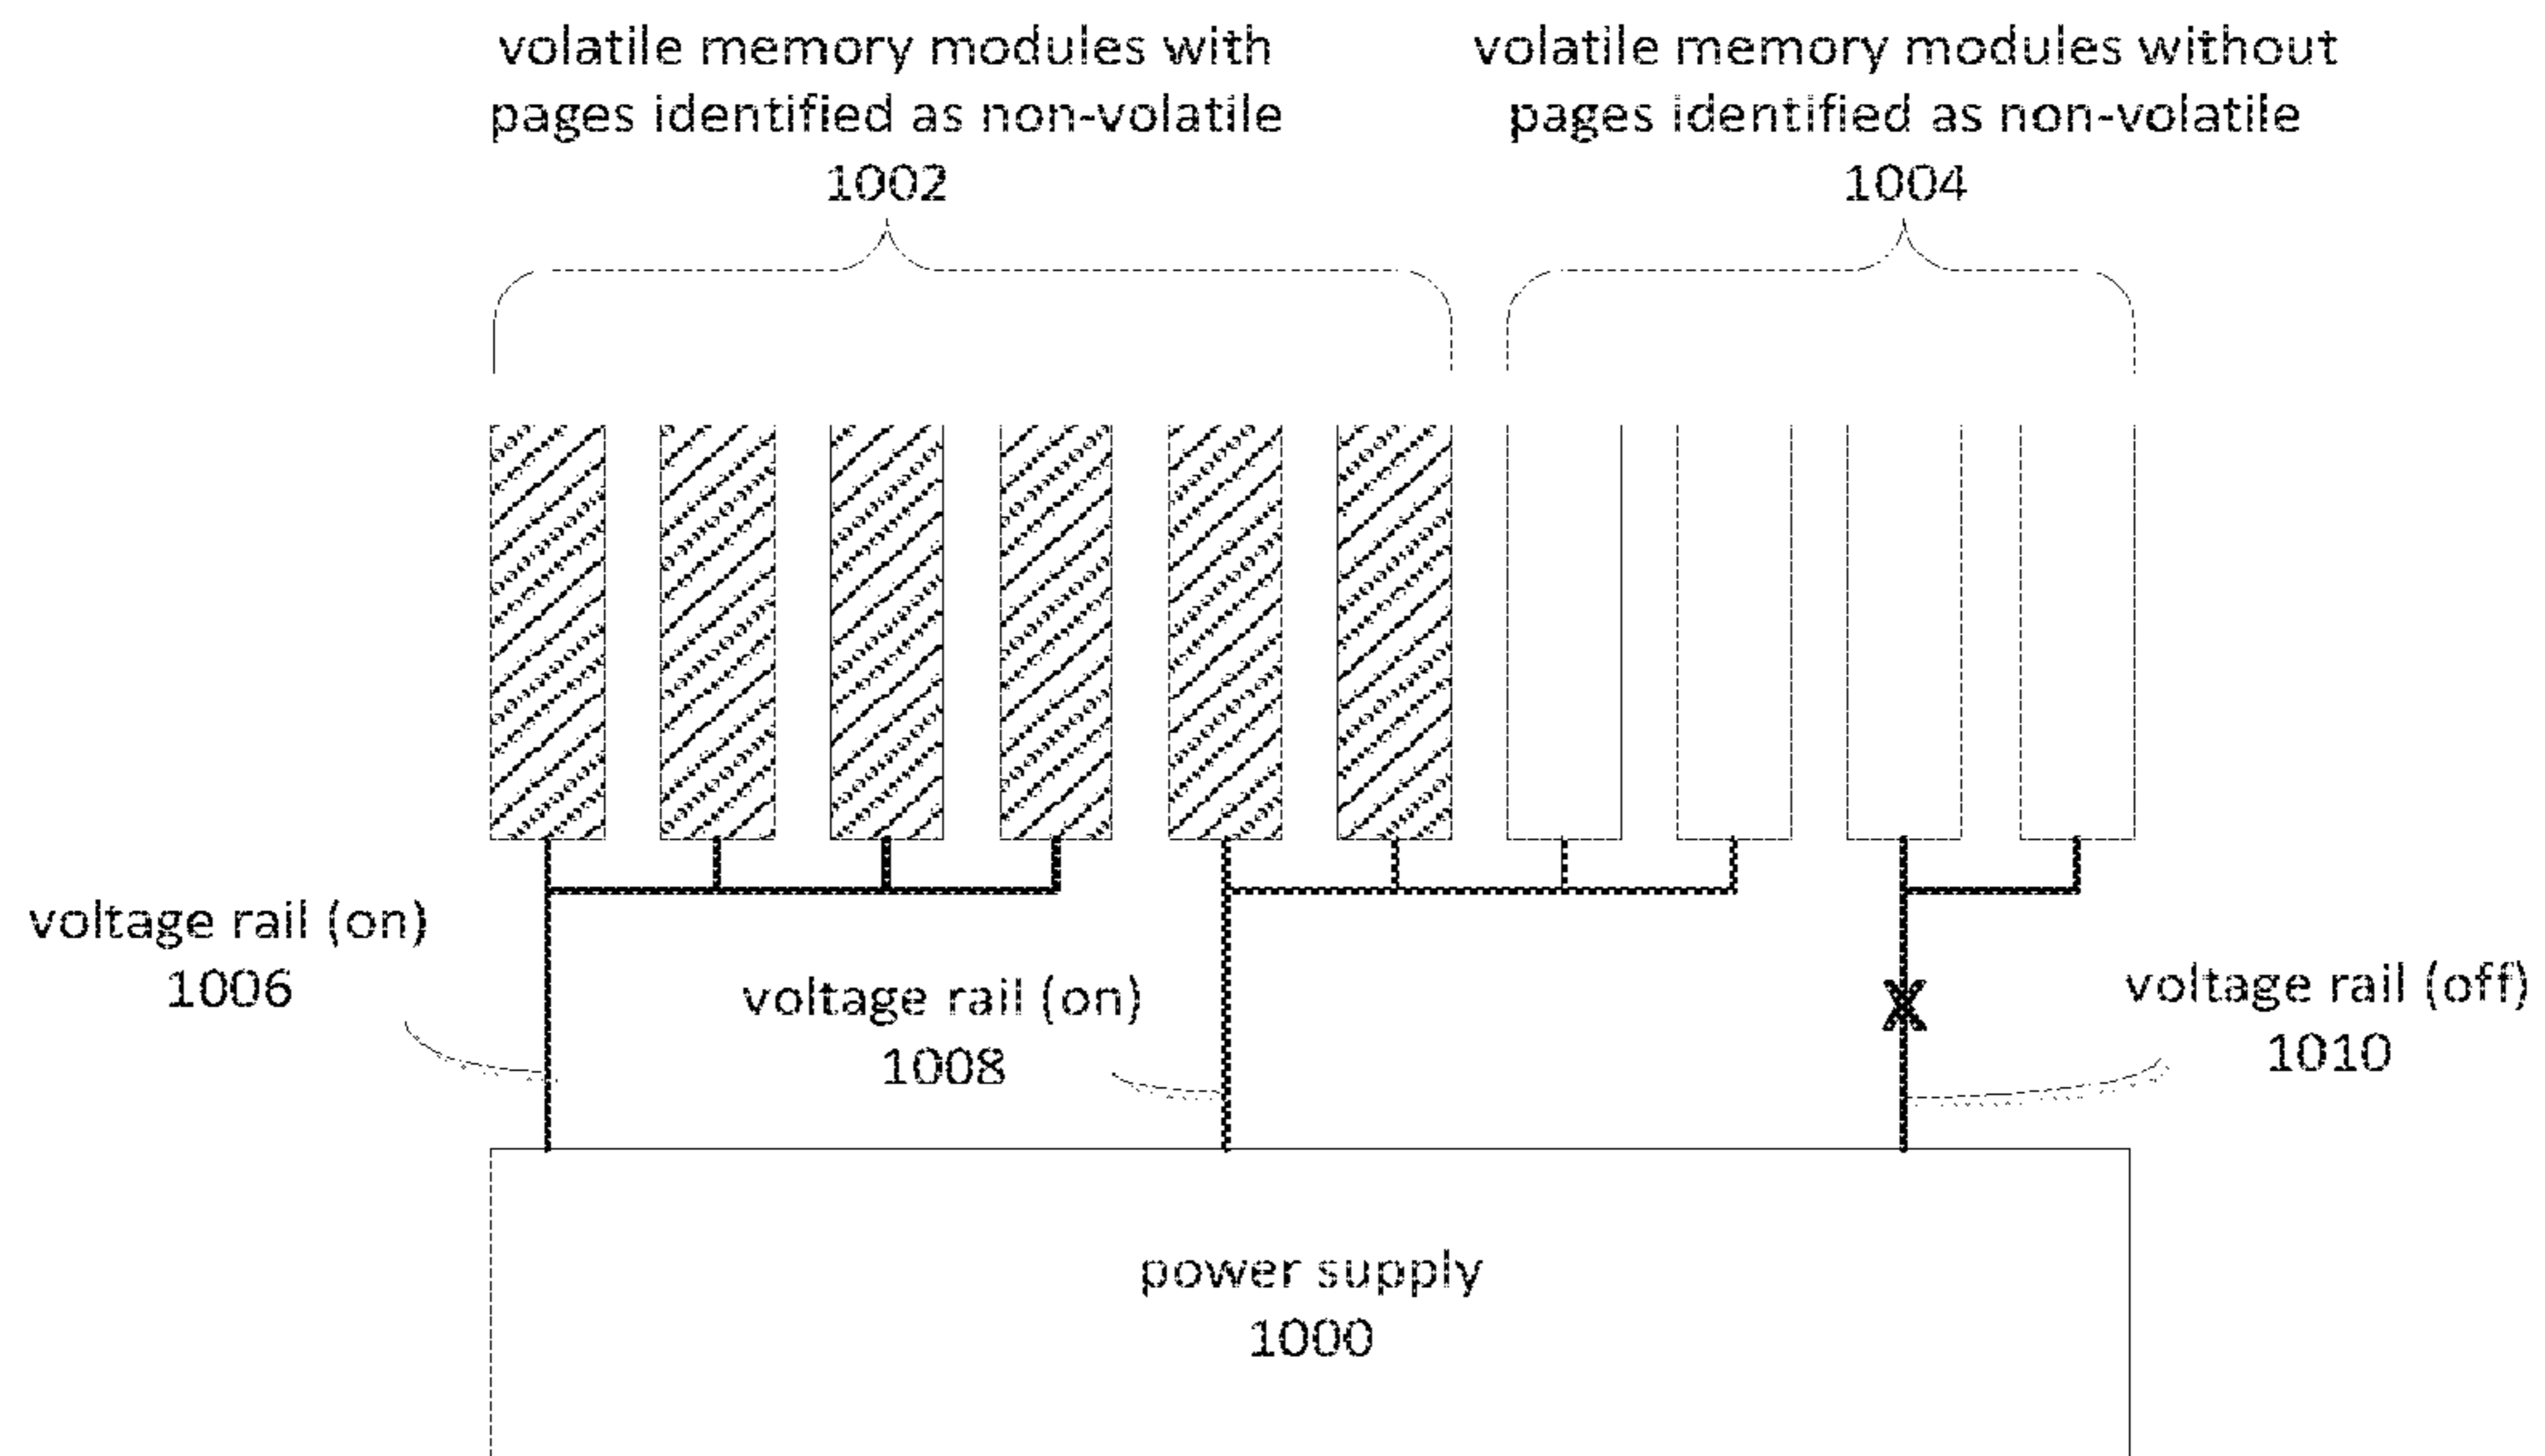 volatile memory modules with
pages identified as non-volatile
1002
volatile memory modules without
pages identified as non-volatile
1004
voltage rail (on)
1006
voltage rail (on)
1008
X
voltage rail (off)
1010
power supply
1000